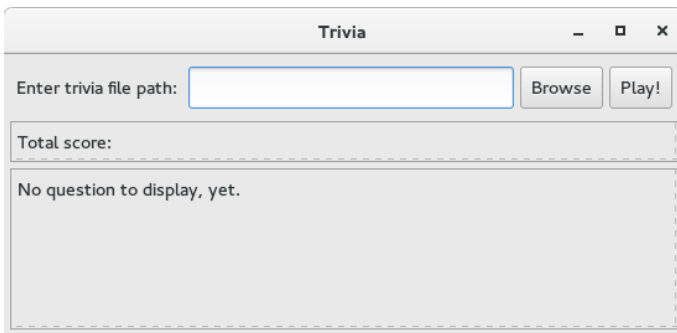 Trivia
Enter trivia file path: Browse Play!
Total score:
No question to display, yet.